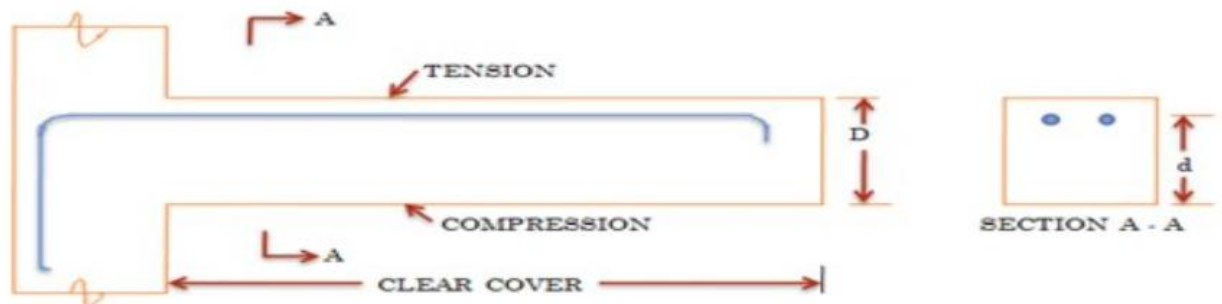 A
TENSION
D
d
COMPRESSION
SECTION A - A
A
CLEAR COVER